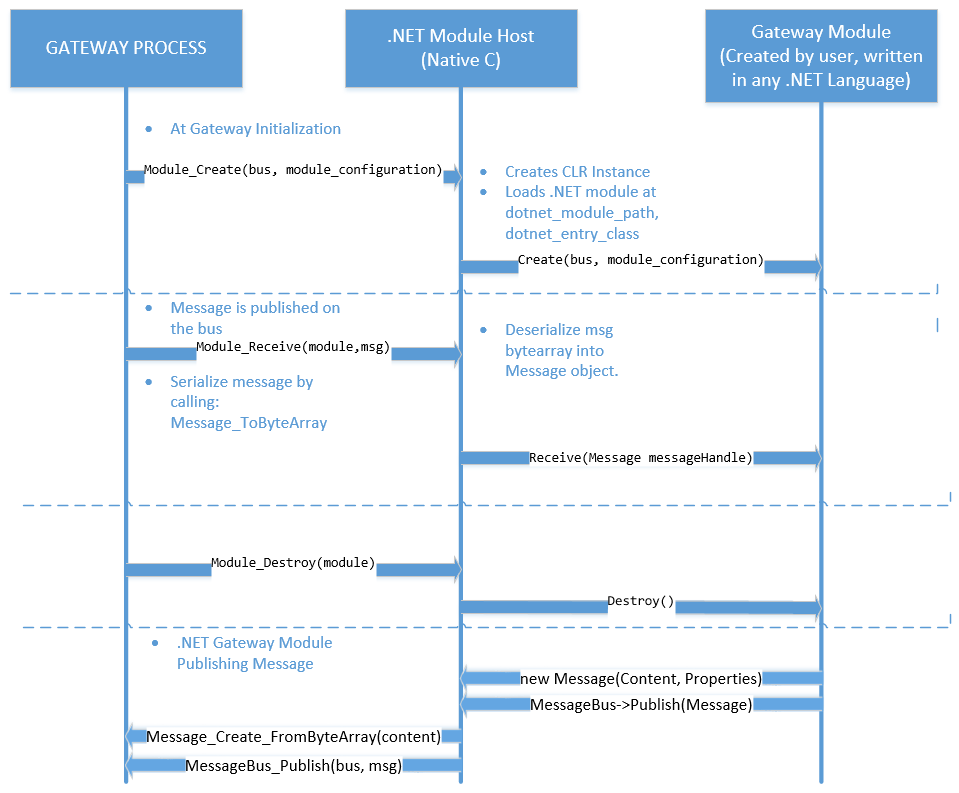 GATEWAY PROCESS
.NET Module Host
(Native C)
Gateway Module
(Created by user, written
in any .NET Language)
• At Gateway Initialization
Module_Create(bus, module_configuration)
• Creates CLR Instance
• Loads .NET module at
dotnet_module_path,
dotnet_entry_class
Create(bus, module_configuration)
• Message is published on
the bus
Module_Receive(module,msg)
• Deserialize msg
bytearray into
Message object.
• Serialize message by
calling:
Message_ToByteArray
Receive(Message messageHandle)
Module_Destroy(module)
Destroy()
• .NET Gateway Module
Publishing Message
new Message(Content, Properties)
MessageBus->Publish(Message)
Message_Create_FromByteArray(content)
MessageBus_Publish(bus, msg)